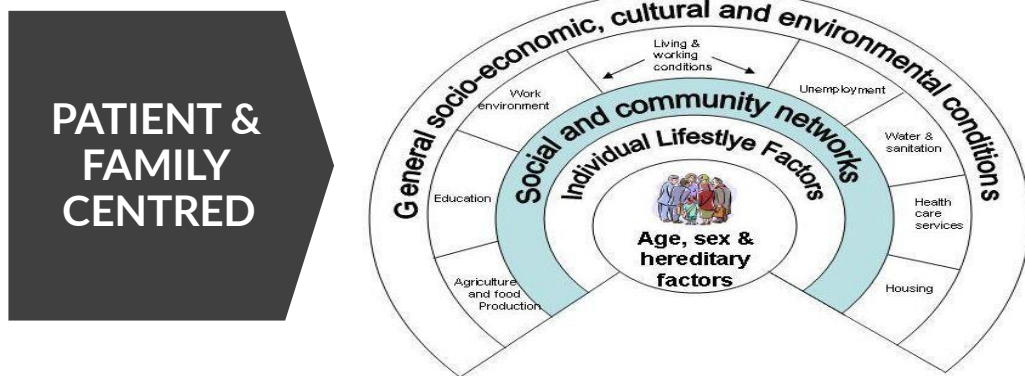 PATIENT &
FAMILY
CENTRED
General socio-economic, cultural and environmental conditions
Living &
working
conditions
Work
environment
Unemployment
Water &
sanitation
Education
Health
care
services
Agriculture
and food
Production
Housing
Social and community networks
Individual Lifestlye Factors
Age, sex &
hereditary
factors